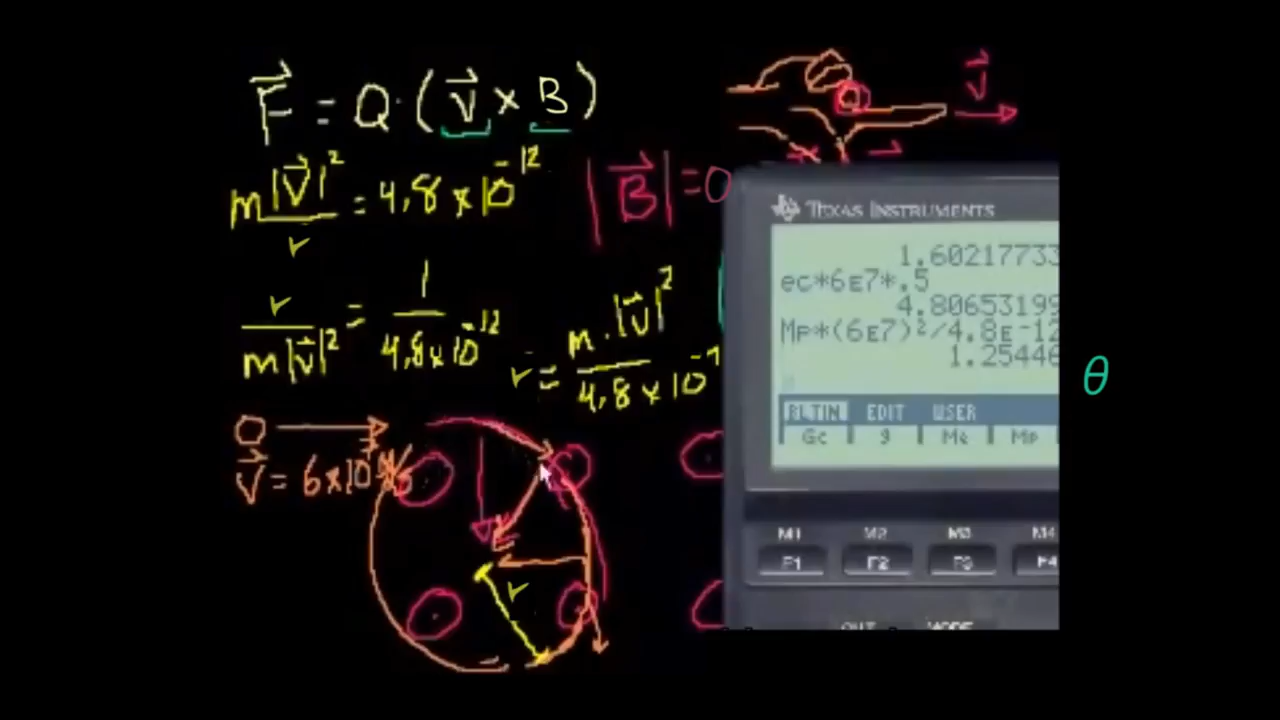 F⃗ = Q · (v⃗ × B)
v⃗
m|v⃗|² / r = 4,8 × 10⁻¹²
|B⃗| = 0
r / m|v⃗|² = 1 / 4,8 × 10⁻¹²
r = m · |v⃗|² / 4,8 × 10⁻¹
θ
v⃗ = 6 × 10⁷ m/s
r
TEXAS INSTRUMENTS
1.60217733
ec*6E7*.5
4.80653199
Mp*(6E7)²/4.8E-12
1.25446
BLTIN EDIT USER
Gc g Me Mp
M1 M2 M3 M4
F1 F2 F3 F4